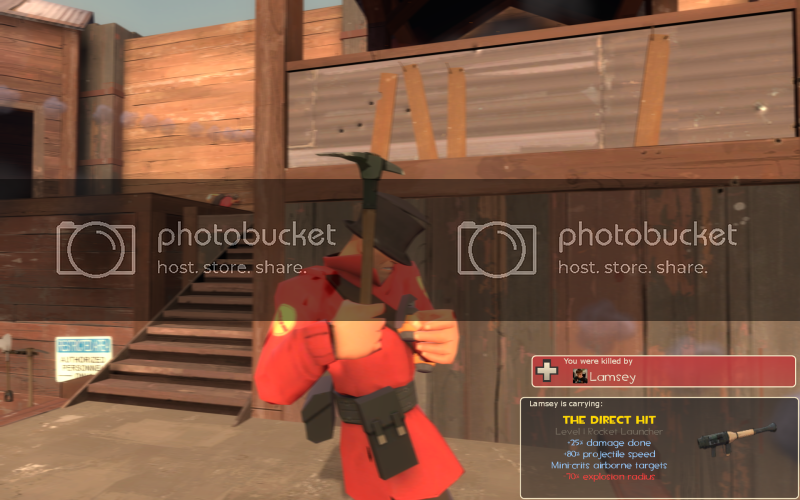 photobucket
host. store. share.
photobucket
host. store. share.
AUTHORIZED
PERSONNEL
You were killed by
Lamsey
Lamsey is carrying:
THE DIRECT HIT
Level 1 Rocket Launcher
+25% damage done
+80% projectile speed
Mini-crits airborne targets
-70% explosion radius